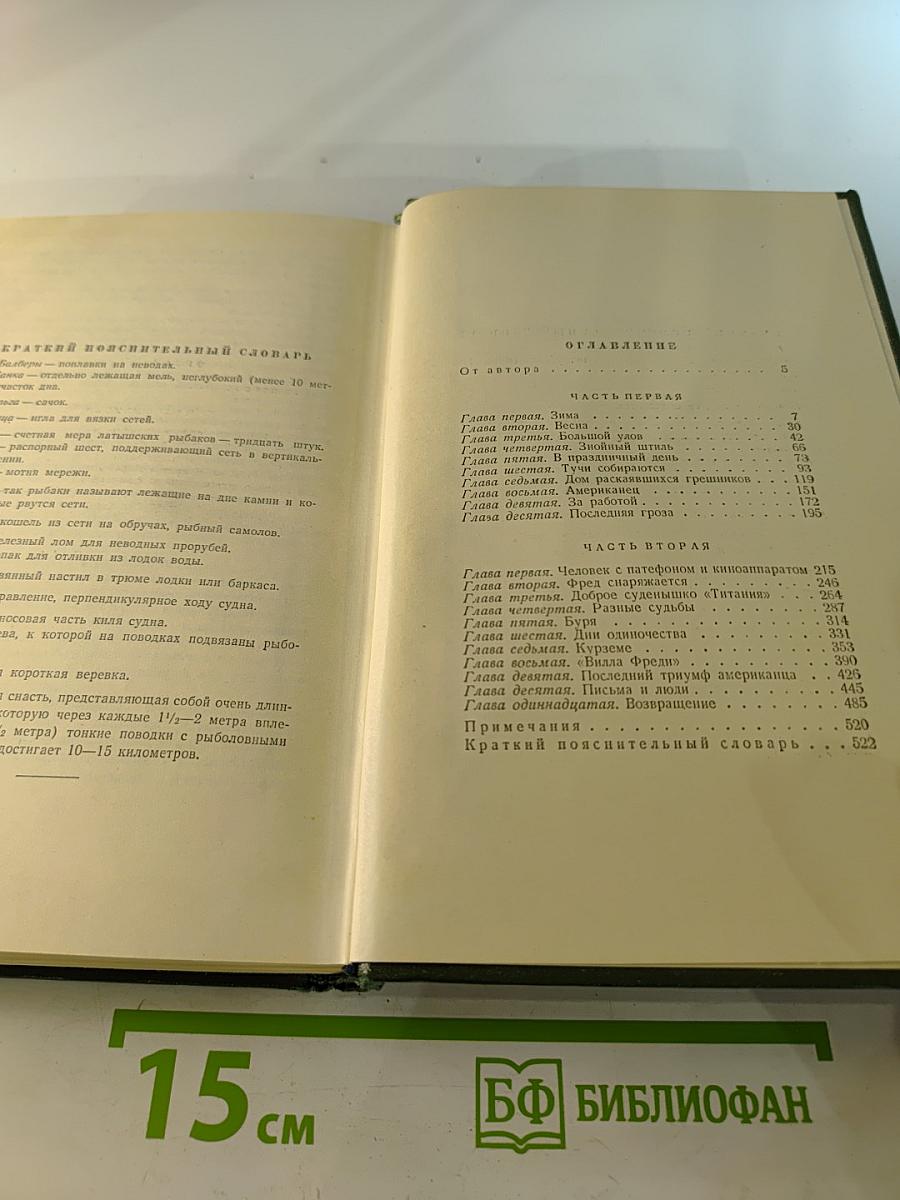 КРАТКИЙ ПОЯСНИТЕЛЬНЫЙ СЛОВАРЬ
Балберы — поплавки на неводах.
— отдельно лежащая мель, неглубокий (менее 10 мет-
участок дна.
— сачок.
— игла для вязки сетей.
— счетная мера латышских рыбаков — тридцать штук.
— распорный шест, поддерживающий сеть в вертикаль-
— мотня мережи.
так рыбаки называют лежащие на дне камни и ко-
рвутся сети.
кошель из сети на обручах, рыбный самолов.
лом для неводных прорубей.
для отливки из лодок воды.
настил в трюме лодки или баркаса.
перпендикулярное ходу судна.
носовая часть киля судна.
к которой на поводках подвязаны рыбо-
короткая веревка.
снасть, представляющая собой очень длин-
которую через каждые 1¹/₂—2 метра впле-
метра) тонкие поводки с рыболовными
достигает 10—15 километров.
ОГЛАВЛЕНИЕ
От автора . . . . . . . . . . . . . . . . . 5
ЧАСТЬ ПЕРВАЯ
Глава первая. Зима . . . . . . . . . . . . . . 7
Глава вторая. Весна . . . . . . . . . . . . . . 30
Глава третья. Большой улов . . . . . . . . . . 42
Глава четвертая. Знойный штиль . . . . . . . . 66
Глава пятая. В праздничный день . . . . . . . 73
Глава шестая. Тучи собираются . . . . . . . . 93
Глава седьмая. Дом раскаявшихся грешников . . . 119
Глава восьмая. Американец . . . . . . . . . . 151
Глава девятая. За работой . . . . . . . . . . 172
Глава десятая. Последняя гроза . . . . . . . . 195
ЧАСТЬ ВТОРАЯ
Глава первая. Человек с патефоном и киноаппаратом 215
Глава вторая. Фред снаряжается . . . . . . . . 246
Глава третья. Доброе суденышко «Титания» . . . 264
Глава четвертая. Разные судьбы . . . . . . . . 287
Глава пятая. Буря . . . . . . . . . . . . . . 314
Глава шестая. Дни одиночества . . . . . . . . 331
Глава седьмая. Курземе . . . . . . . . . . . . 353
Глава восьмая. «Вилла Фреди» . . . . . . . . . 390
Глава девятая. Последний триумф американца . . 426
Глава десятая. Письма и люди . . . . . . . . . 445
Глава одиннадцатая. Возвращение . . . . . . . 485
Примечания . . . . . . . . . . . . . . . . 520
Краткий пояснительный словарь . . . 522
15 см
БФ БИБЛИОФАН